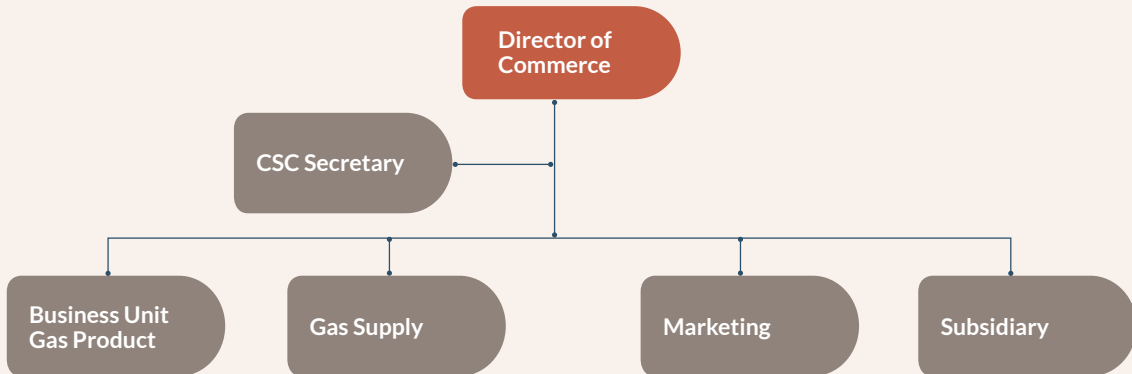 Director of
Commerce
CSC Secretary
Business Unit
Gas Product
Gas Supply
Marketing
Subsidiary